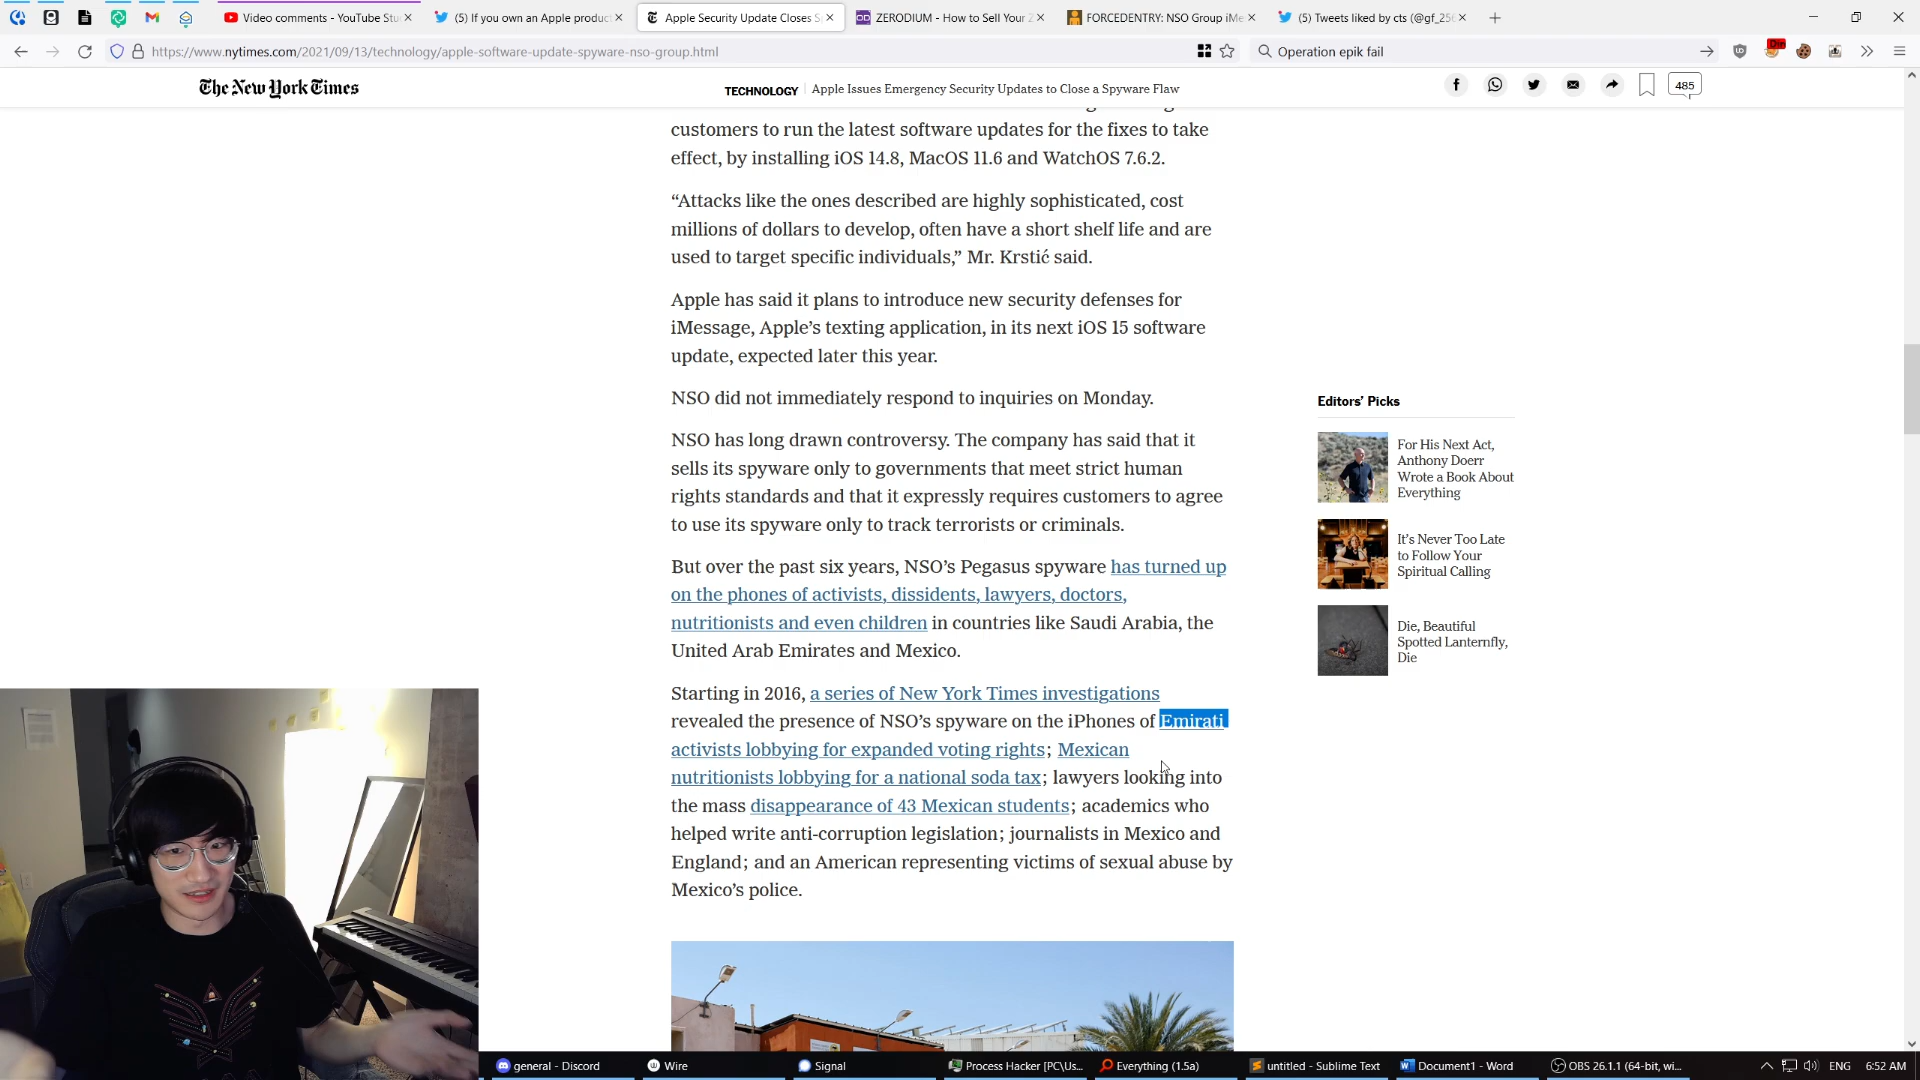 Video comments - YouTube Stu
(5) If you own an Apple produc
Apple Security Update Closes S
ZERODIUM - How to Sell Your
FORCEDENTRY: NSO Group iMe
(5) Tweets liked by cts (@gf_256
https://www.nytimes.com/2021/09/13/technology/apple-software-update-spyware-nso-group.html
Operation epik fail
The New York Times
TECHNOLOGY
Apple Issues Emergency Security Updates to Close a Spyware Flaw
485
customers to run the latest software updates for the fixes to take
effect, by installing iOS 14.8, MacOS 11.6 and WatchOS 7.6.2.
“Attacks like the ones described are highly sophisticated, cost
millions of dollars to develop, often have a short shelf life and are
used to target specific individuals,” Mr. Krstić said.
Apple has said it plans to introduce new security defenses for
iMessage, Apple’s texting application, in its next iOS 15 software
update, expected later this year.
NSO did not immediately respond to inquiries on Monday.
NSO has long drawn controversy. The company has said that it
sells its spyware only to governments that meet strict human
rights standards and that it expressly requires customers to agree
to use its spyware only to track terrorists or criminals.
But over the past six years, NSO’s Pegasus spyware has turned up
on the phones of activists, dissidents, lawyers, doctors,
nutritionists and even children in countries like Saudi Arabia, the
United Arab Emirates and Mexico.
Starting in 2016, a series of New York Times investigations
revealed the presence of NSO’s spyware on the iPhones of Emirati
activists lobbying for expanded voting rights; Mexican
nutritionists lobbying for a national soda tax; lawyers looking into
the mass disappearance of 43 Mexican students; academics who
helped write anti-corruption legislation; journalists in Mexico and
England; and an American representing victims of sexual abuse by
Mexico’s police.
Editors’ Picks
For His Next Act,
Anthony Doerr
Wrote a Book About
Everything
It’s Never Too Late
to Follow Your
Spiritual Calling
Die, Beautiful
Spotted Lanternfly,
Die
general - Discord
Wire
Signal
Process Hacker [PC\Us...
Everything (1.5a)
untitled - Sublime Text
Document1 - Word
OBS 26.1.1 (64-bit, wi...
ENG
6:52 AM